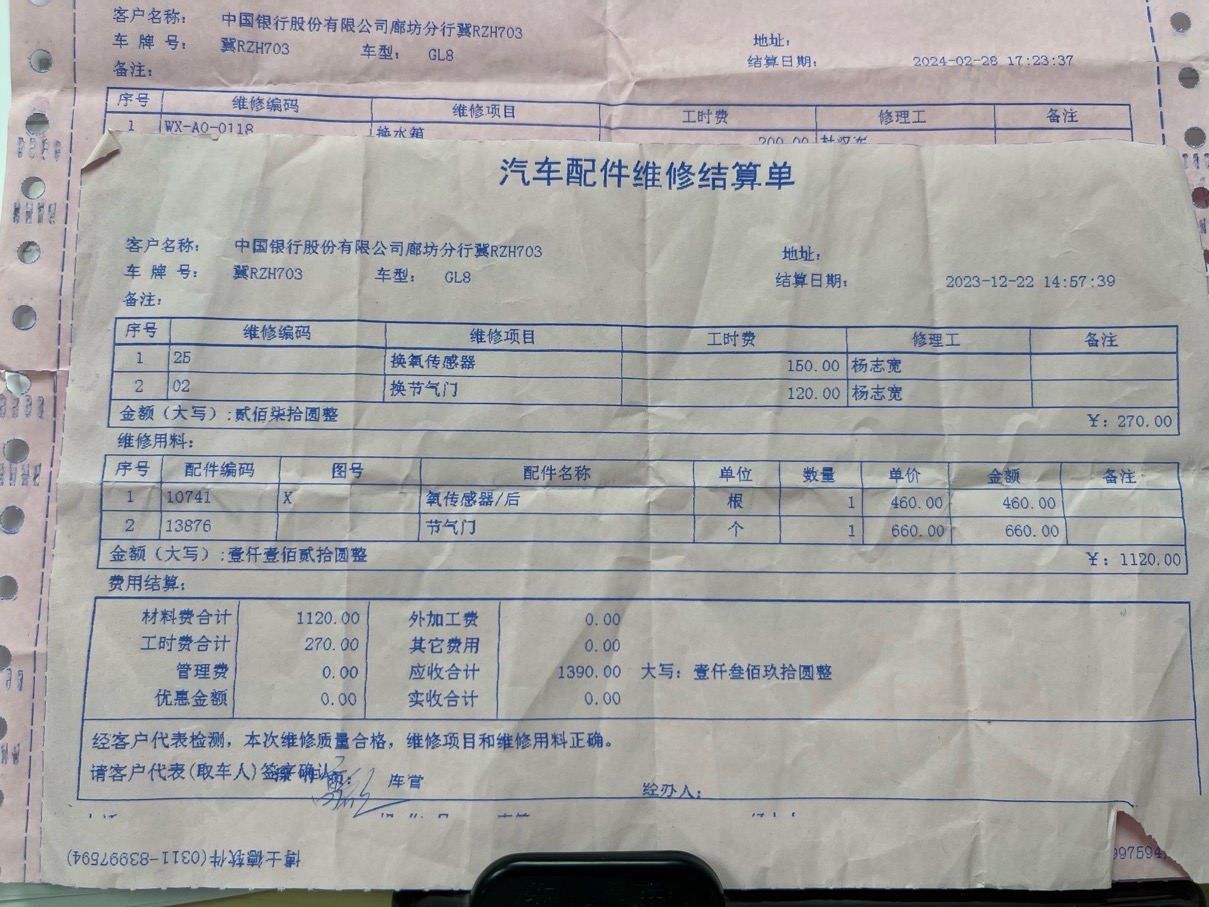 客户名称： 中国银行股份有限公司廊坊分行冀RZH703
地址：
车 牌 号： 冀RZH703 车型： GL8
结算日期： 2024-02-28 17:23:37
备注：
序号 维修编码 维修项目 工时费 修理工 备注
1 WX-A0-0118 换水箱 200.00
汽车配件维修结算单
客户名称： 中国银行股份有限公司廊坊分行冀RZH703
地址：
车 牌 号： 冀RZH703 车型： GL8
结算日期： 2023-12-22 14:57:39
备注：
序号 维修编码 维修项目 工时费 修理工 备注
1 25 换氧传感器 150.00 杨志宽
2 02 换节气门 120.00 杨志宽
金额（大写）:贰佰柒拾圆整 ￥: 270.00
维修用料：
序号 配件编码 图号 配件名称 单位 数量 单价 金额 备注
1 10741 X 氧传感器/后 根 1 460.00 460.00
2 13876 节气门 个 1 660.00 660.00
金额（大写）:壹仟壹佰贰拾圆整 ￥: 1120.00
费用结算：
材料费合计 1120.00 外加工费 0.00
工时费合计 270.00 其它费用 0.00
管理费 0.00 应收合计 1390.00 大写: 壹仟叁佰玖拾圆整
优惠金额 0.00 实收合计 0.00
经客户代表检测，本次维修质量合格，维修项目和维修用料正确。
请客户代表(取车人)签字确认 库管
经办人：
博士德软件(0311-83997594)
997594